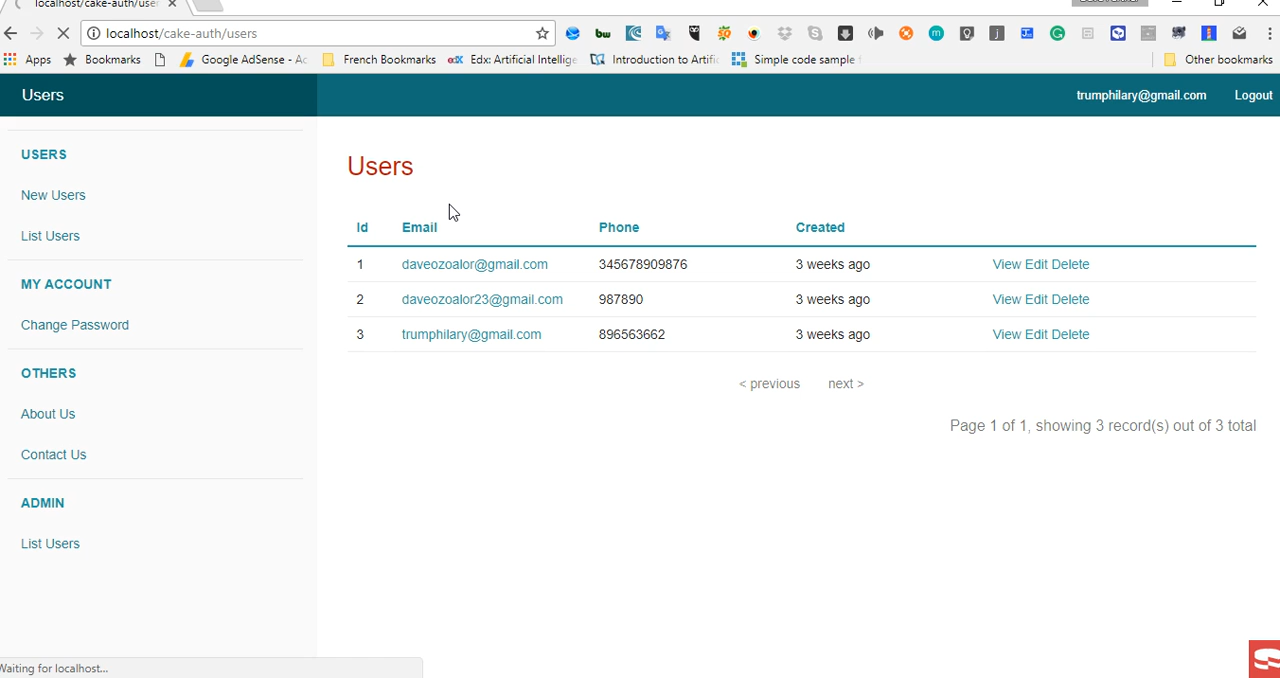 localhost/cake-auth/user
localhost/cake-auth/users
Apps Bookmarks Google AdSense - Ac French Bookmarks Edx: Artificial Intellige Introduction to Artific Simple code sample Other bookmarks
Users trumphilary@gmail.com Logout
USERS
New Users
List Users
MY ACCOUNT
Change Password
OTHERS
About Us
Contact Us
ADMIN
List Users
Users
Id Email Phone Created
1 daveozoalor@gmail.com 345678909876 3 weeks ago View Edit Delete
2 daveozoalor23@gmail.com 987890 3 weeks ago View Edit Delete
3 trumphilary@gmail.com 896563662 3 weeks ago View Edit Delete
< previous next >
Page 1 of 1, showing 3 record(s) out of 3 total
Waiting for localhost...